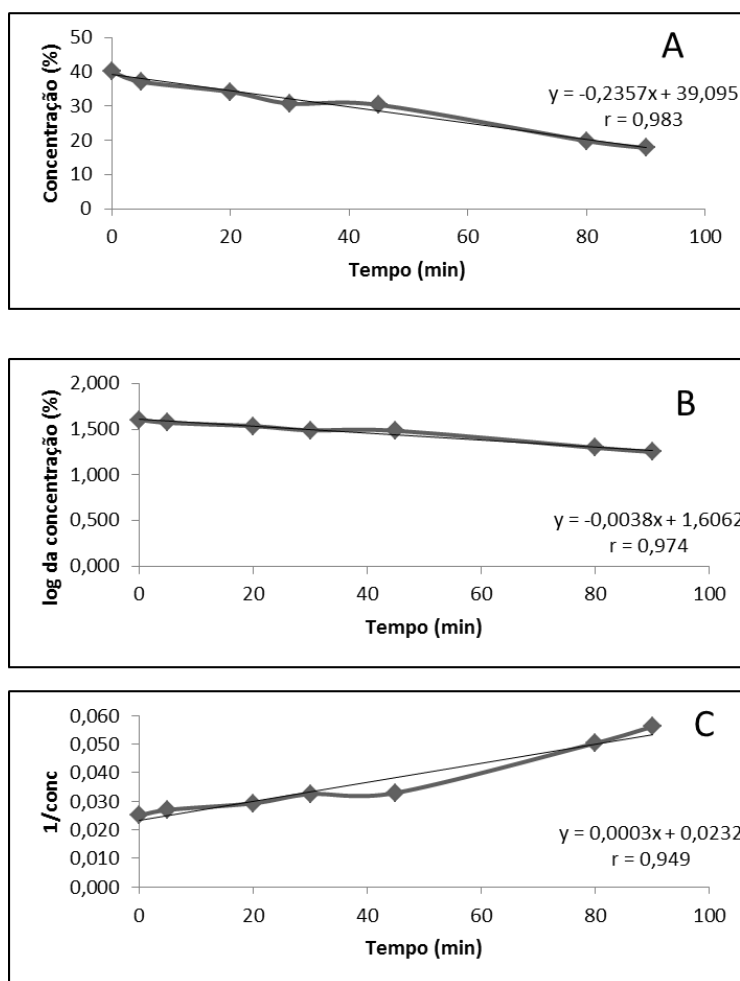 A
Concentração (%)
50
40
30
20
10
0
y = -0,2357x + 39,095
r = 0,983
0 20 40 60 80 100
Tempo (min)
B
log da concentração (%)
2,000
1,500
1,000
0,500
0,000
y = -0,0038x + 1,6062
r = 0,974
0 20 40 60 80 100
Tempo (min)
C
1/conc
0,060
0,050
0,040
0,030
0,020
0,010
0,000
y = 0,0003x + 0,0232
r = 0,949
0 20 40 60 80 100
Tempo (min)